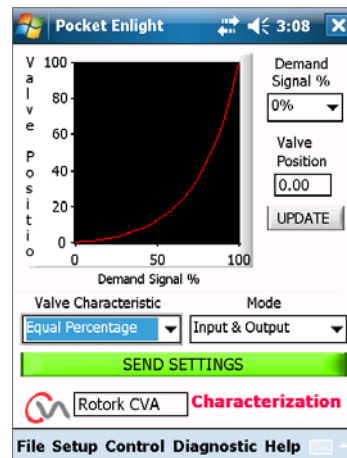 Pocket Enlight 3:08 X
Valve Positio
100
80
60
40
20
0
0 50 100
Demand Signal %
Demand
Signal %
0%
Valve
Position
0.00
UPDATE
Valve Characteristic Mode
Equal Percentage Input & Output
SEND SETTINGS
Rotork CVA Characterization
File Setup Control Diagnostic Help